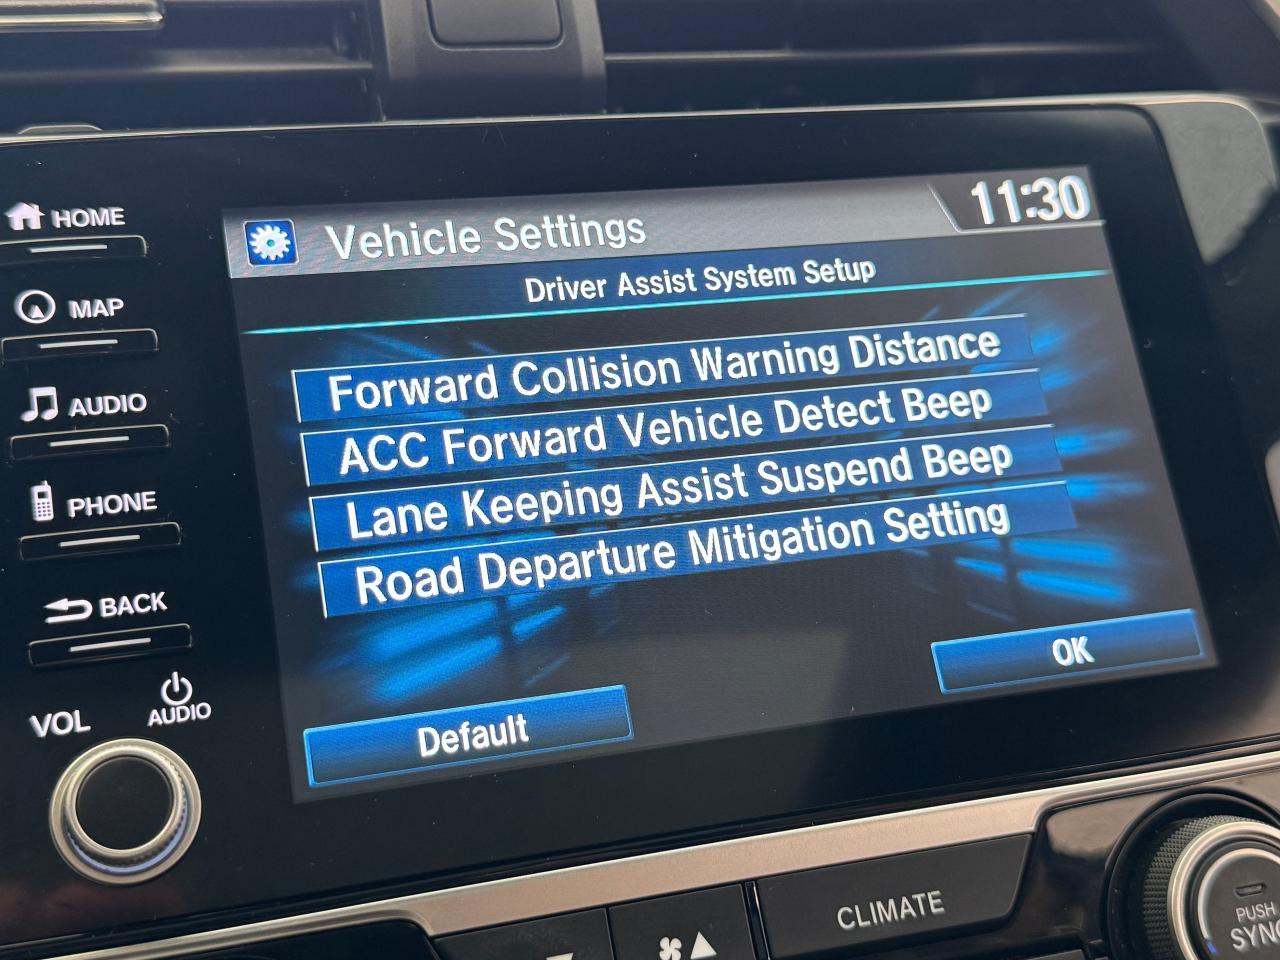 HOME
MAP
AUDIO
PHONE
BACK
VOL
AUDIO
Vehicle Settings
11:30
Driver Assist System Setup
Forward Collision Warning Distance
ACC Forward Vehicle Detect Beep
Lane Keeping Assist Suspend Beep
Road Departure Mitigation Setting
OK
Default
CLIMATE
PUSH
SYNC